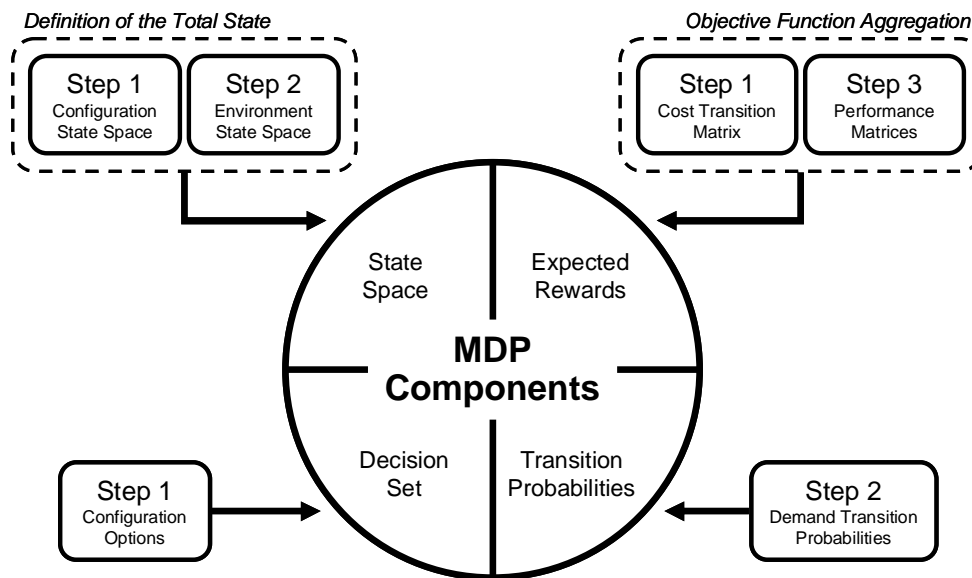 Definition of the Total State
Objective Function Aggregation
Step 1
Configuration
State Space
Step 2
Environment
State Space
Step 1
Cost Transition
Matrix
Step 3
Performance
Matrices
State
Space
Expected
Rewards
MDP
Components
Decision
Set
Transition
Probabilities
Step 1
Configuration
Options
Step 2
Demand Transition
Probabilities